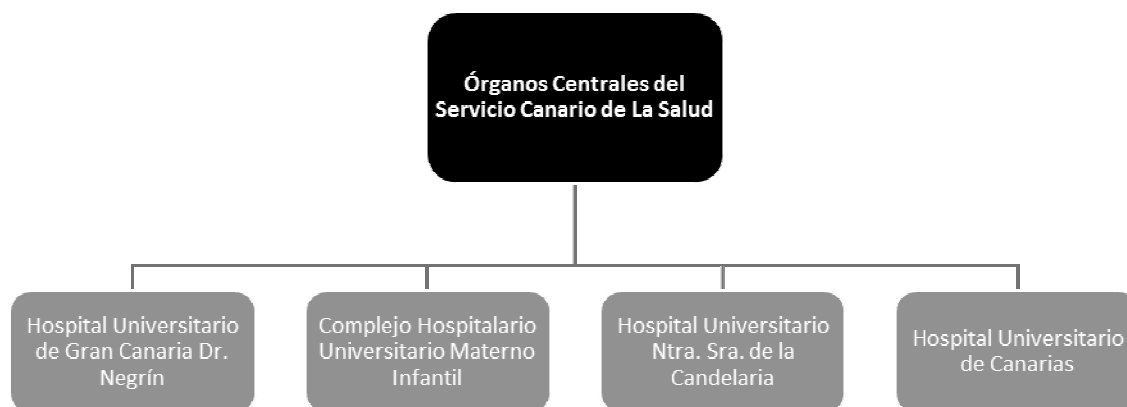 Órganos Centrales del
Servicio Canario de La Salud
Hospital Universitario
de Gran Canaria Dr.
Negrín
Complejo Hospitalario
Universitario Materno
Infantil
Hospital Universitario
Ntra. Sra. de la
Candelaria
Hospital Universitario
de Canarias